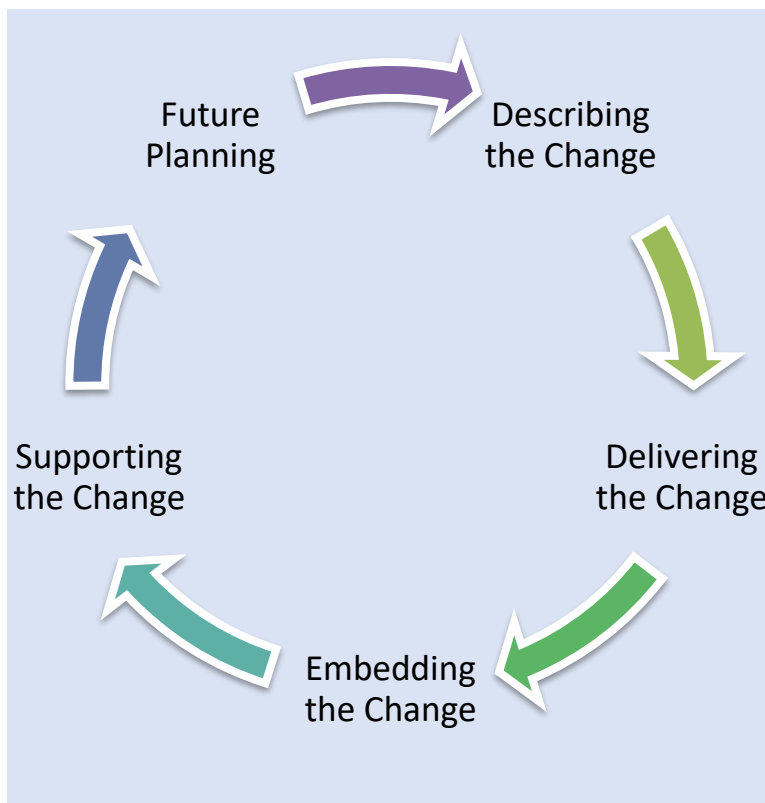 Future
Planning
Describing
the Change
Delivering
the Change
Embedding
the Change
Supporting
the Change